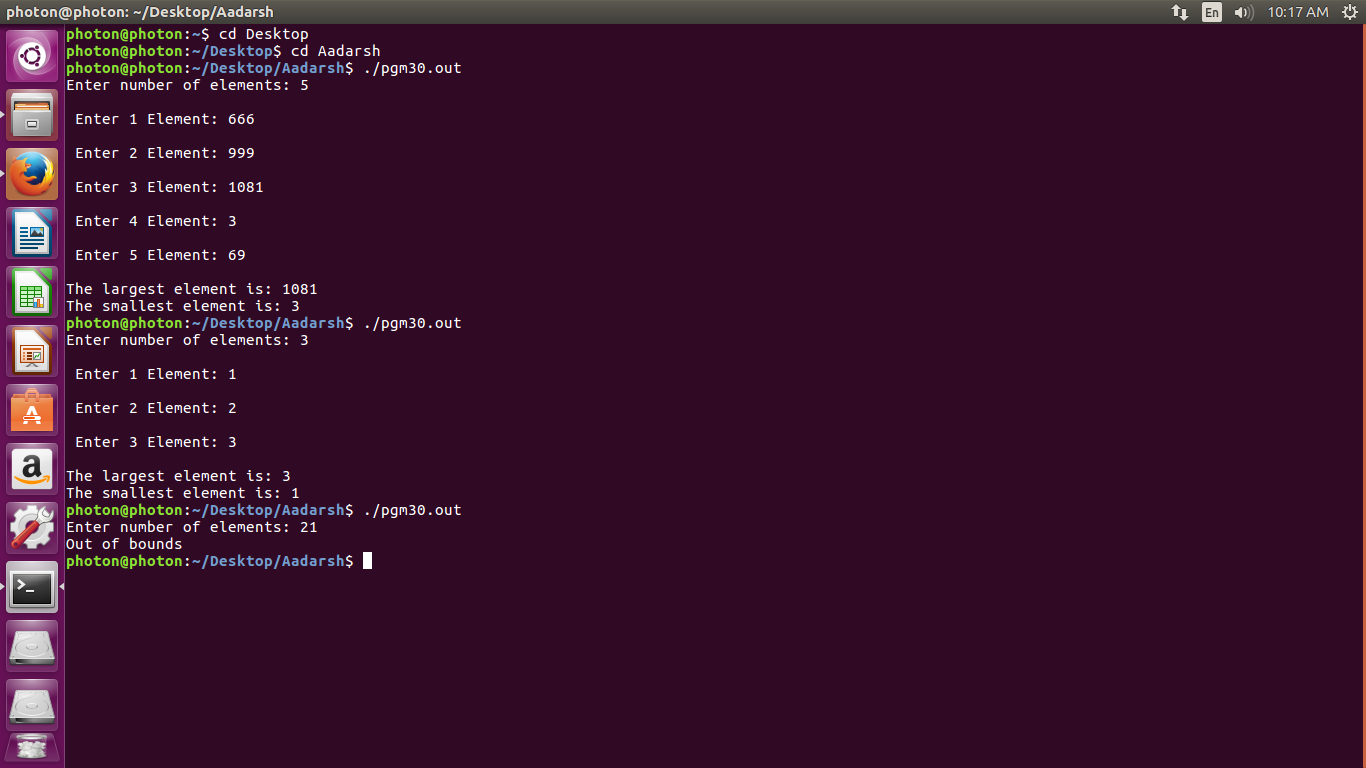 photon@photon: ~/Desktop/Aadarsh
En
10:17 AM
photon@photon:~$ cd Desktop
photon@photon:~/Desktop$ cd Aadarsh
photon@photon:~/Desktop/Aadarsh$ ./pgm30.out
Enter number of elements: 5
Enter 1 Element: 666
Enter 2 Element: 999
Enter 3 Element: 1081
Enter 4 Element: 3
Enter 5 Element: 69
The largest element is: 1081
The smallest element is: 3
photon@photon:~/Desktop/Aadarsh$ ./pgm30.out
Enter number of elements: 3
Enter 1 Element: 1
Enter 2 Element: 2
Enter 3 Element: 3
The largest element is: 3
The smallest element is: 1
photon@photon:~/Desktop/Aadarsh$ ./pgm30.out
Enter number of elements: 21
Out of bounds
photon@photon:~/Desktop/Aadarsh$
A
a
>_